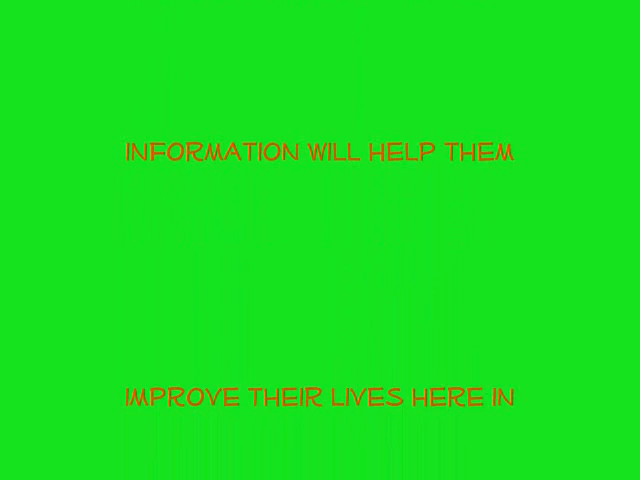 INFORMATION WILL HELP THEM
IMPROVE THEIR LIVES HERE IN